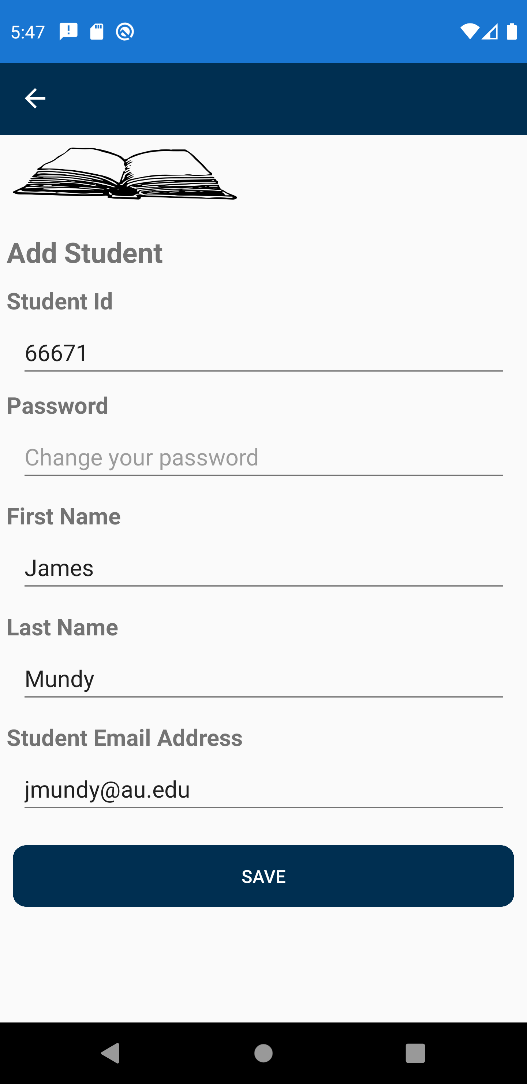 5:47
Add Student
Student Id
66671
Password
Change your password
First Name
James
Last Name
Mundy
Student Email Address
jmundy@au.edu
SAVE